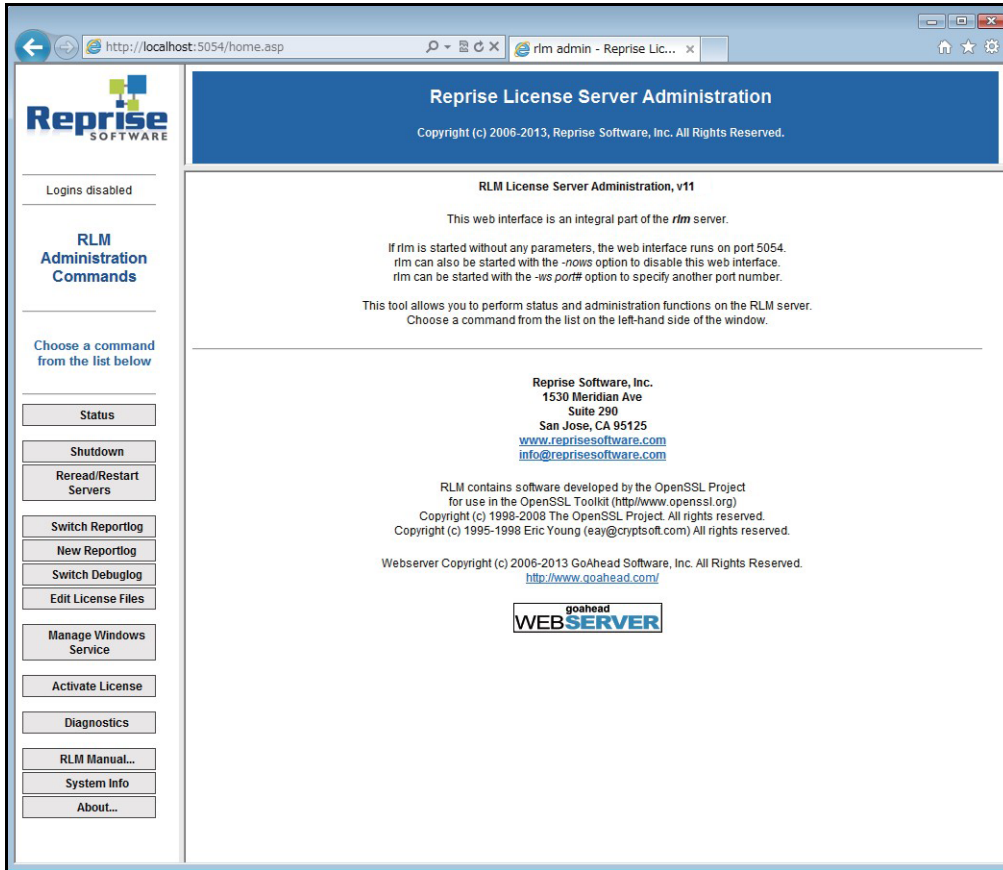 http://localhost:5054/home.asp
rlm admin - Reprise Lic...
Reprise
SOFTWARE
Logins disabled
RLM
Administration
Commands
Choose a command
from the list below
Status
Shutdown
Reread/Restart
Servers
Switch Reportlog
New Reportlog
Switch Debuglog
Edit License Files
Manage Windows
Service
Activate License
Diagnostics
RLM Manual...
System Info
About...
Reprise License Server Administration
Copyright (c) 2006-2013, Reprise Software, Inc. All Rights Reserved.
RLM License Server Administration, v11
This web interface is an integral part of the rlm server.
If rlm is started without any parameters, the web interface runs on port 5054.
rlm can also be started with the -nows option to disable this web interface.
rlm can be started with the -ws port# option to specify another port number.
This tool allows you to perform status and administration functions on the RLM server.
Choose a command from the list on the left-hand side of the window.
Reprise Software, Inc.
1530 Meridian Ave
Suite 290
San Jose, CA 95125
www.reprisesoftware.com
info@reprisesoftware.com
RLM contains software developed by the OpenSSL Project
for use in the OpenSSL Toolkit (http//www.openssl.org)
Copyright (c) 1998-2008 The OpenSSL Project. All rights reserved.
Copyright (c) 1995-1998 Eric Young (eay@cryptsoft.com) All rights reserved.
Webserver Copyright (c) 2006-2013 GoAhead Software, Inc. All Rights Reserved.
http://www.goahead.com/
goahead
WEBSERVER